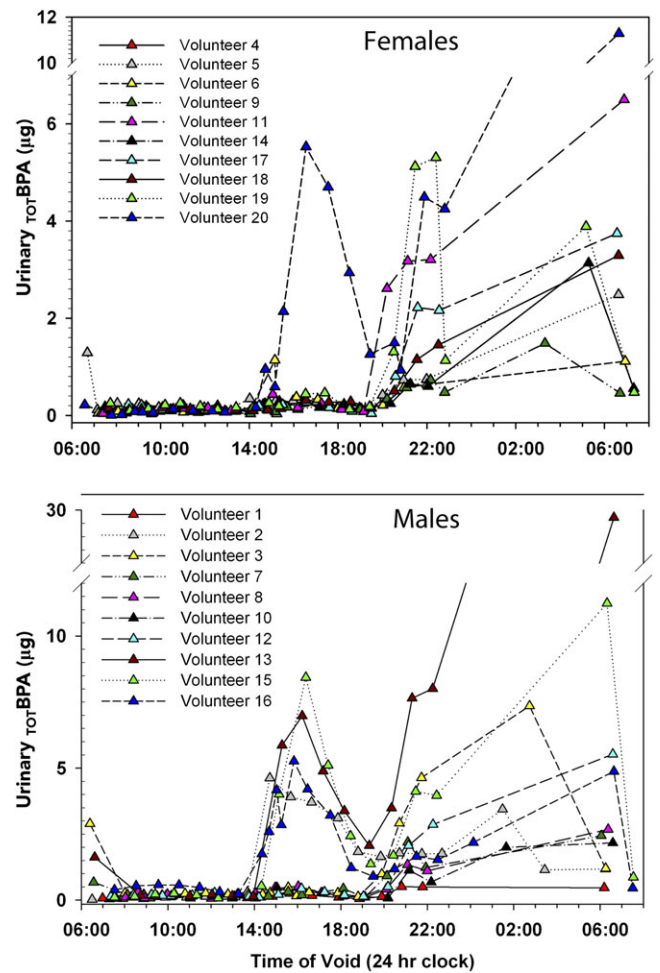 Females
12
10
6
4
2
0
Urinary TOTBPA (µg)
Volunteer 4
Volunteer 5
Volunteer 6
Volunteer 9
Volunteer 11
Volunteer 14
Volunteer 17
Volunteer 18
Volunteer 19
Volunteer 20
06:00 10:00 14:00 18:00 22:00 02:00 06:00
Males
30
10
5
0
Urinary TOTBPA (µg)
Volunteer 1
Volunteer 2
Volunteer 3
Volunteer 7
Volunteer 8
Volunteer 10
Volunteer 12
Volunteer 13
Volunteer 15
Volunteer 16
06:00 10:00 14:00 18:00 22:00 02:00 06:00
Time of Void (24 hr clock)